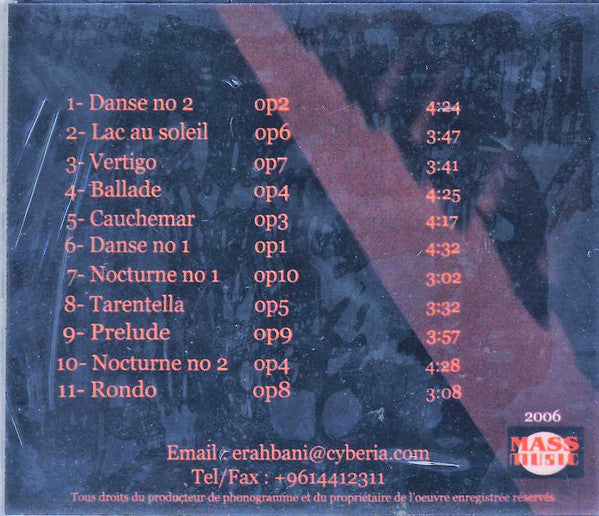 1- Danse no 2 op2 4:24
2- Lac au soleil op6 3:47
3- Vertigo op7 3:41
4- Ballade op4 4:25
5- Cauchemar op3 4:17
6- Danse no 1 op1 4:32
7- Nocturne no 1 op10 3:02
8- Tarentella op5 3:32
9- Prelude op9 3:57
10- Nocturne no 2 op4 4:28
11- Rondo op8 3:08
2006
MASS
MUSIC
Email : erahbani@cyberia.com
Tel/Fax : +9614412311
Tous droits du producteur de phonogramme et du propriétaire de l'oeuvre enregistrée réservés